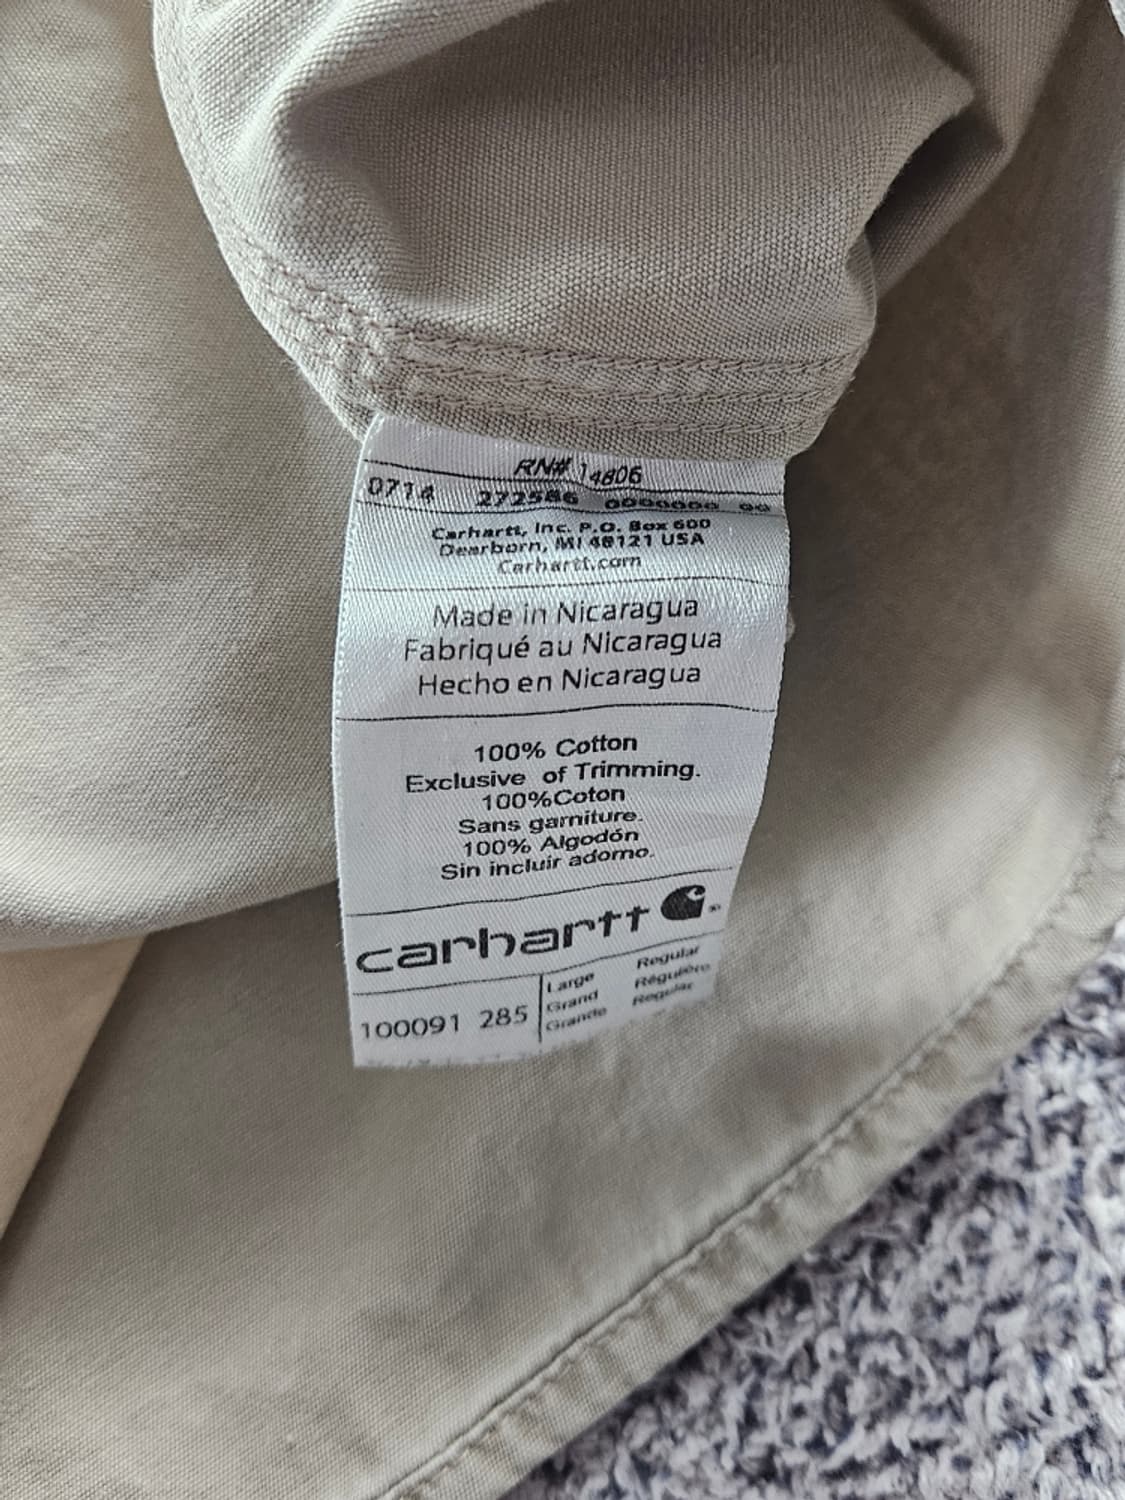 RN# 14806
0714 272586 0000000 00
Carhartt, Inc. P.O. Box 600
Dearborn, MI 48121 USA
Carhartt.com
Made in Nicaragua
Fabriqué au Nicaragua
Hecho en Nicaragua
100% Cotton
Exclusive of Trimming.
100%Coton
Sans garniture.
100% Algodón
Sin incluir adorno.
carhartt
100091 285
Large Regular
Grand Régulière
Grande Regular